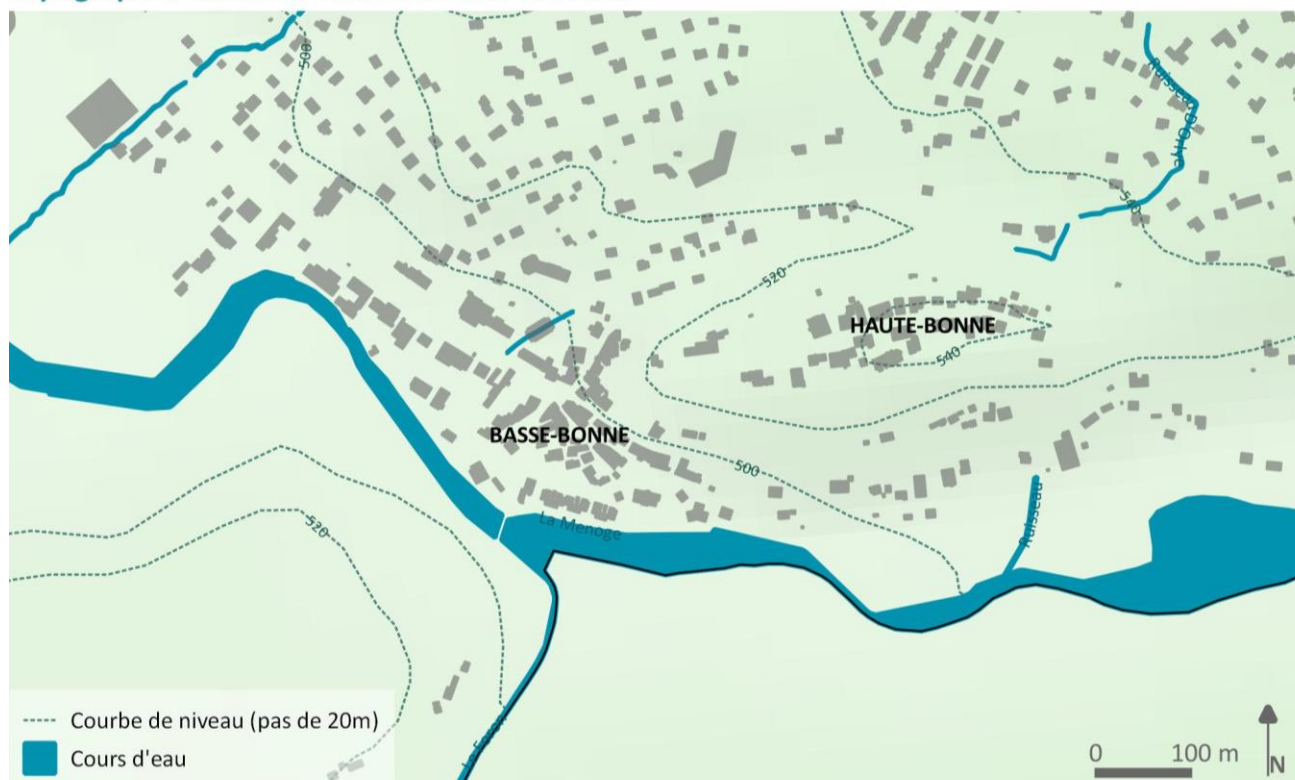 500
Ruisseau
540
520
HAUTE-BONNE
540
BASSE-BONNE
500
La Menoge
Ruisseau
520
Courbe de niveau (pas de 20m)
Cours d'eau
0 100 m
N